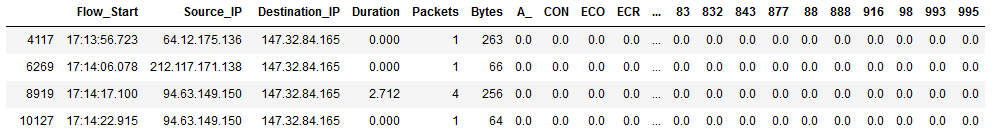 Flow_Start Source_IP Destination_IP Duration Packets Bytes A_ CON ECO ECR ... 83 832 843 877 88 888 916 98 993 995
4117 17:13:56.723 64.12.175.136 147.32.84.165 0.000 1 263 0.0 0.0 0.0 0.0 ... 0.0 0.0 0.0 0.0 0.0 0.0 0.0 0.0 0.0 0.0
6269 17:14:06.078 212.117.171.138 147.32.84.165 0.000 1 66 0.0 0.0 0.0 0.0 ... 0.0 0.0 0.0 0.0 0.0 0.0 0.0 0.0 0.0 0.0
8919 17:14:17.100 94.63.149.150 147.32.84.165 2.712 4 256 0.0 0.0 0.0 0.0 ... 0.0 0.0 0.0 0.0 0.0 0.0 0.0 0.0 0.0 0.0
10127 17:14:22.915 94.63.149.150 147.32.84.165 0.000 1 64 0.0 0.0 0.0 0.0 ... 0.0 0.0 0.0 0.0 0.0 0.0 0.0 0.0 0.0 0.0